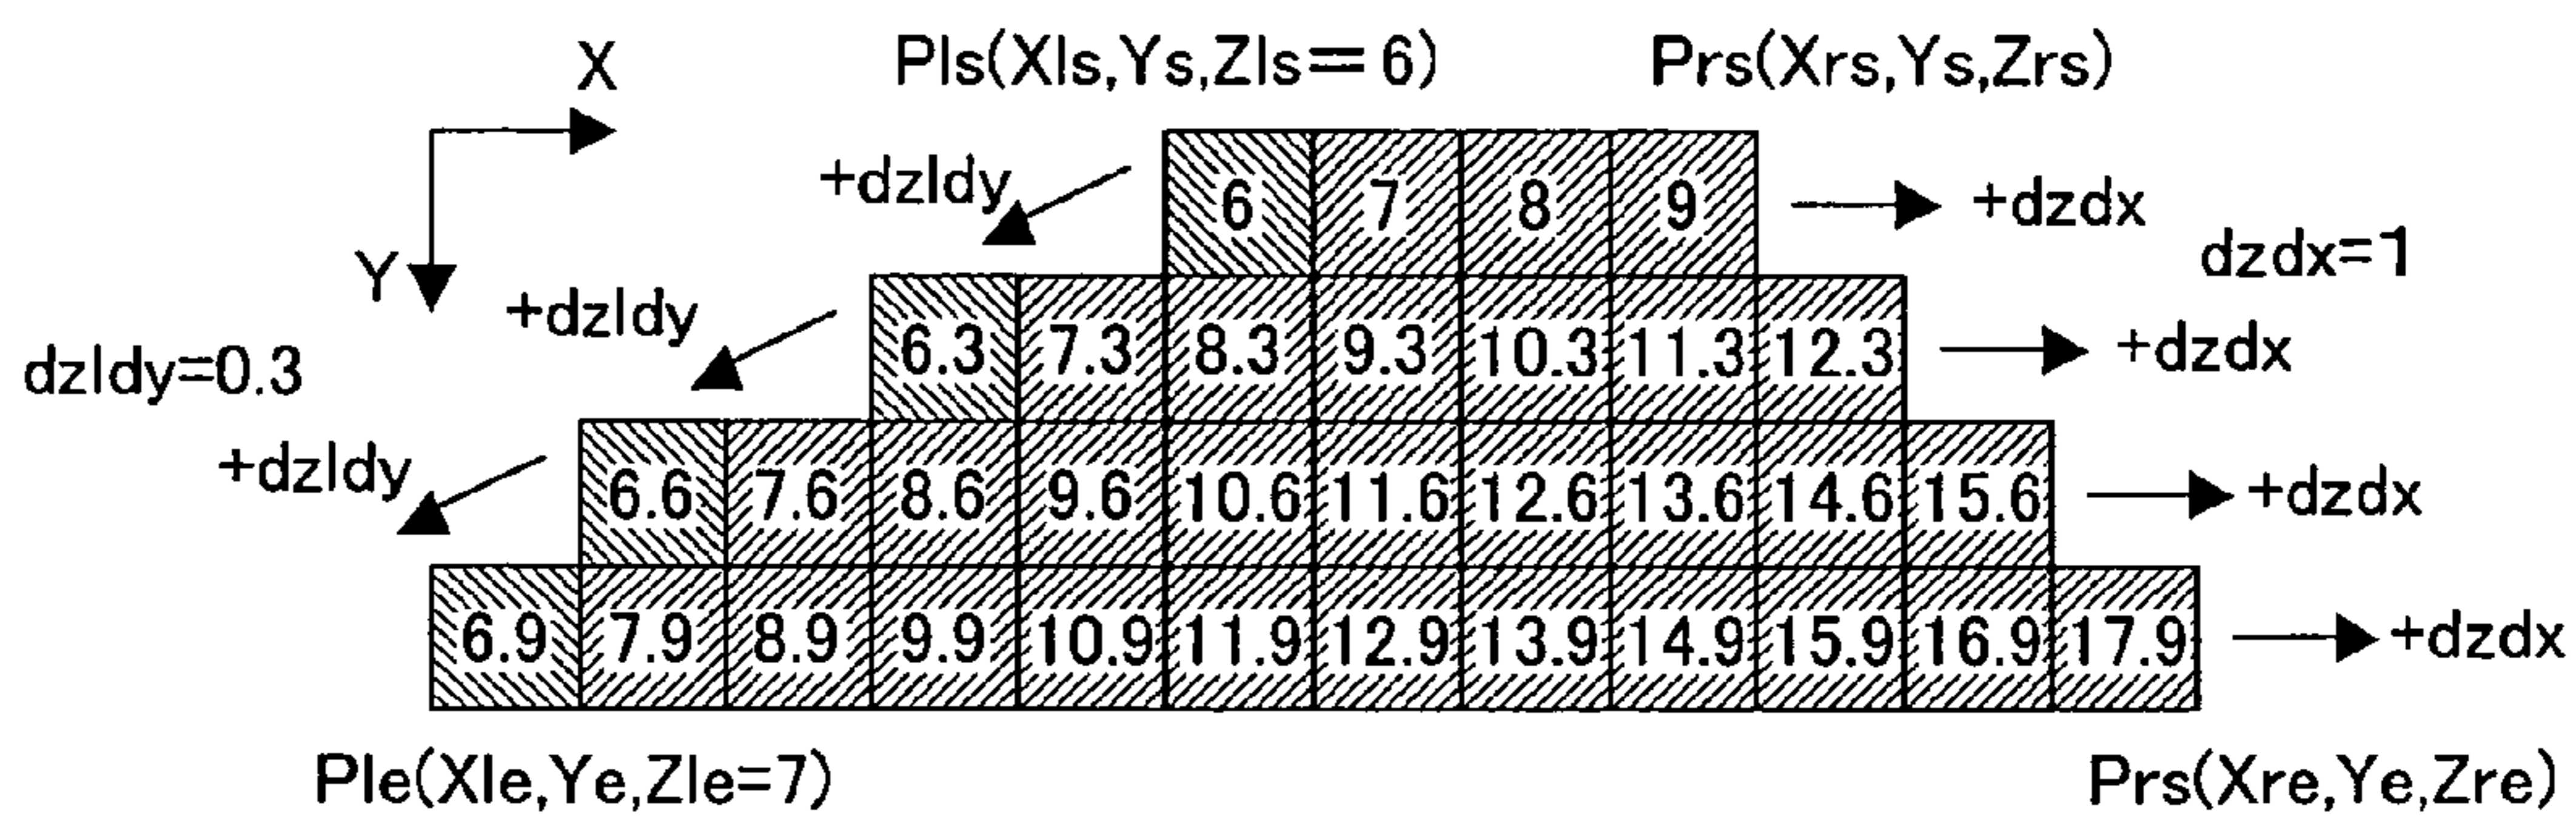 X
Pls(Xls,Ys,Zls=6)
Prs(Xrs,Ys,Zrs)
+dzldy
6 7 8 9
+dzdx
dzdx=1
Y
+dzldy
6.3 7.3 8.3 9.3 10.3 11.3 12.3
+dzdx
dzldy=0.3
+dzldy
6.6 7.6 8.6 9.6 10.6 11.6 12.6 13.6 14.6 15.6
+dzdx
6.9 7.9 8.9 9.9 10.9 11.9 12.9 13.9 14.9 15.9 16.9 17.9
+dzdx
Ple(Xle,Ye,Zle=7)
Prs(Xre,Ye,Zre)